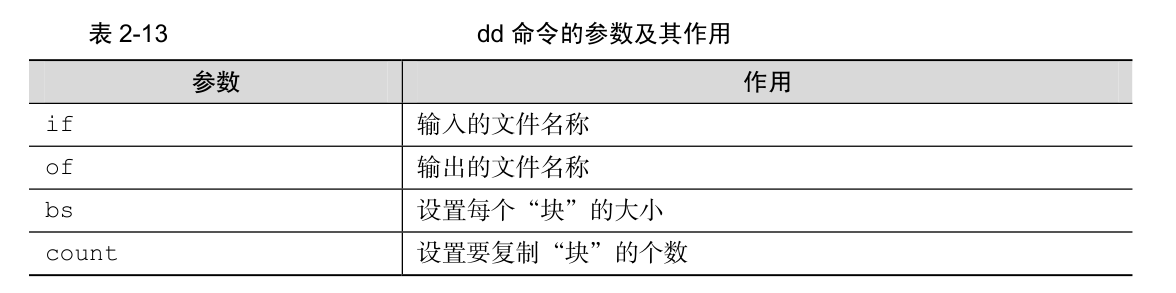 表 2-13 dd 命令的参数及其作用
参数 作用
if 输入的文件名称
of 输出的文件名称
bs 设置每个“块”的大小
count 设置要复制“块”的个数